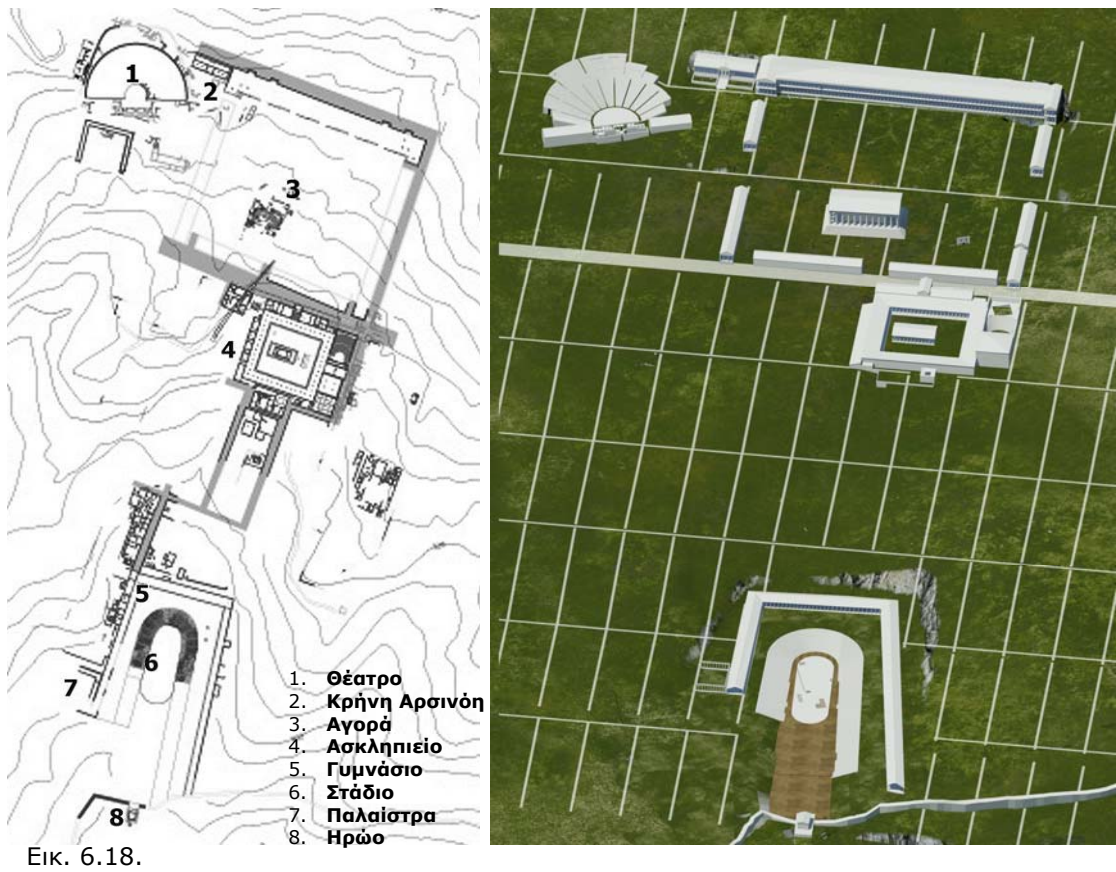 1
2
3
4
5
6
7
8
1. Θέατρο
2. Κρήνη Αρσινόη
3. Αγορά
4. Ασκληπιείο
5. Γυμνάσιο
6. Στάδιο
7. Παλαίστρα
8. Ηρώο
Εικ. 6.18.